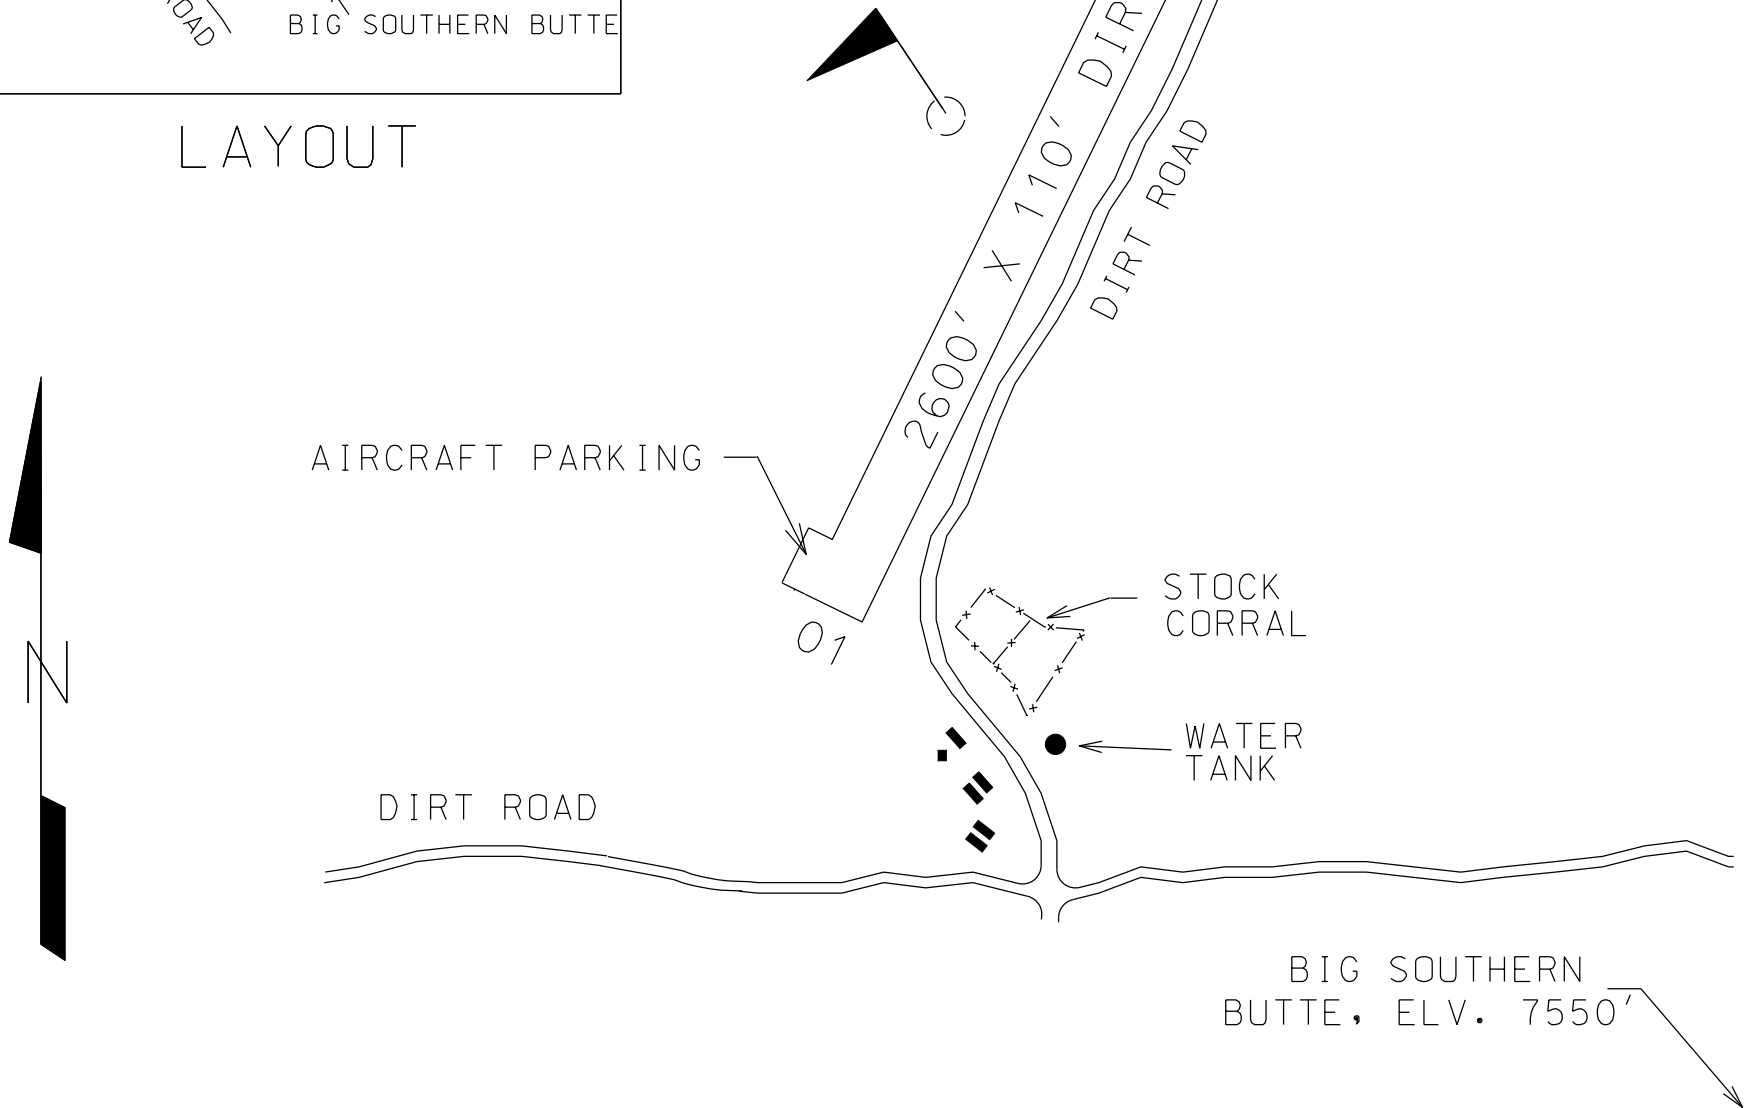 OAD
BIG SOUTHERN BUTTE
LAYOUT
2600' X 110' DIR
DIRT ROAD
AIRCRAFT PARKING
STOCK
CORRAL
01
N
WATER
TANK
DIRT ROAD
BIG SOUTHERN
BUTTE, ELV. 7550'